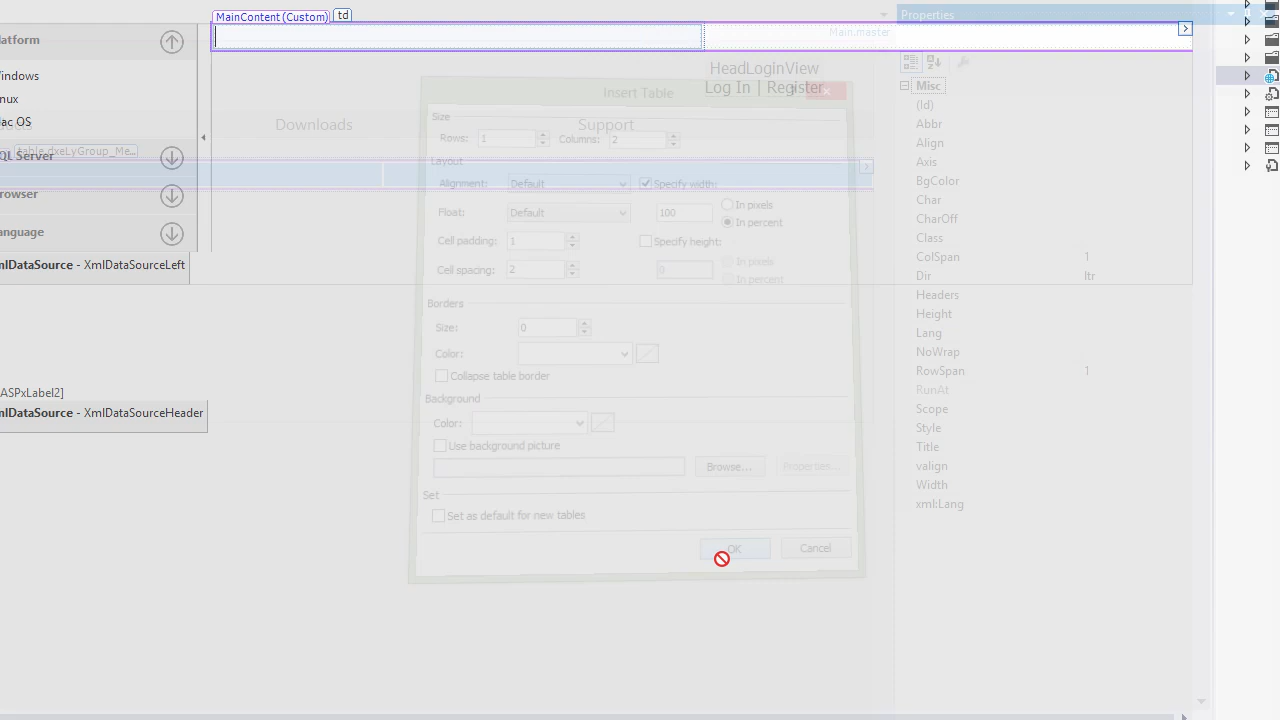 MainContent (Custom) td
Properties
Main.master
latform
indows
nux
ac OS
QL Server
table.dxeLyGroup_Me...
rowser
anguage
mlDataSource - XmlDataSourceLeft
ASPxLabel2]
mlDataSource - XmlDataSourceHeader
HeadLoginView
Log In | Register
Downloads
Support
Insert Table
Size
Rows: 1
Columns: 2
Layout
Alignment: Default
Specify width:
Float: Default
100
In pixels
In percent
Cell padding: 1
Specify height:
Cell spacing: 2
0
In pixels
In percent
Borders
Size: 0
Color:
Collapse table border
Background
Color:
Use background picture
Browse...
Properties...
Set
Set as default for new tables
OK
Cancel
Misc
(Id)
Abbr
Align
Axis
BgColor
Char
CharOff
Class
ColSpan 1
Dir ltr
Headers
Height
Lang
NoWrap
RowSpan 1
RunAt
Scope
Style
Title
valign
Width
xml:Lang